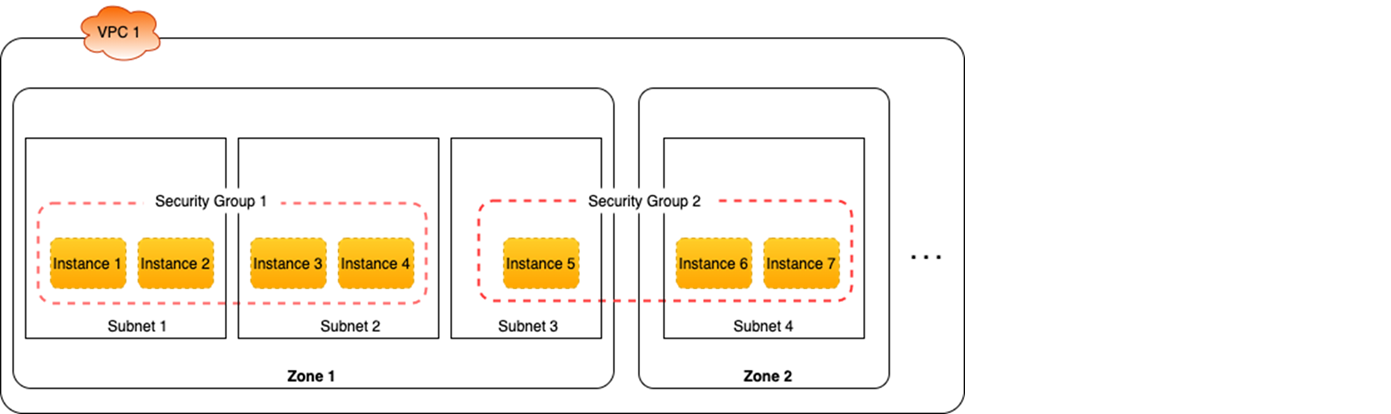 VPC 1
Security Group 1
Security Group 2
Instance 1
Instance 2
Instance 3
Instance 4
Instance 5
Instance 6
Instance 7
...
Subnet 1
Subnet 2
Subnet 3
Subnet 4
Zone 1
Zone 2